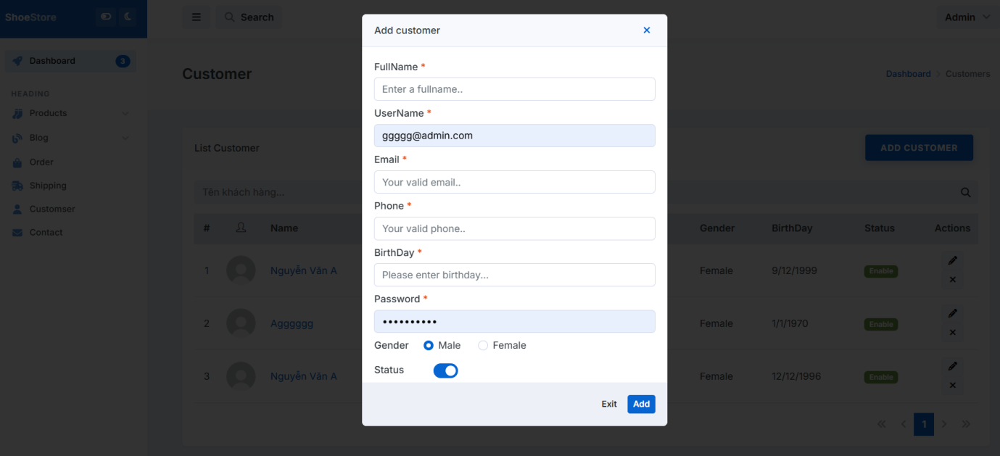 ShoeStore
Search
Admin
Dashboard 3
HEADING
Products
Blog
Order
Shipping
Customser
Contact
Customer
Dashboard > Customers
List Customer
ADD CUSTOMER
Tên khách hàng...
# Name Gender BirthDay Status Actions
1 Nguyễn Văn A Female 9/12/1999 Enable
2 Agggggg Female 1/1/1970 Enable
3 Nguyễn Văn A Female 12/12/1996 Enable
« ‹ 1 › »
Add customer
FullName *
Enter a fullname..
UserName *
ggggg@admin.com
Email *
Your valid email..
Phone *
Your valid phone..
BirthDay *
Please enter birthday...
Password *
••••••••••
Gender Male Female
Status
Exit Add